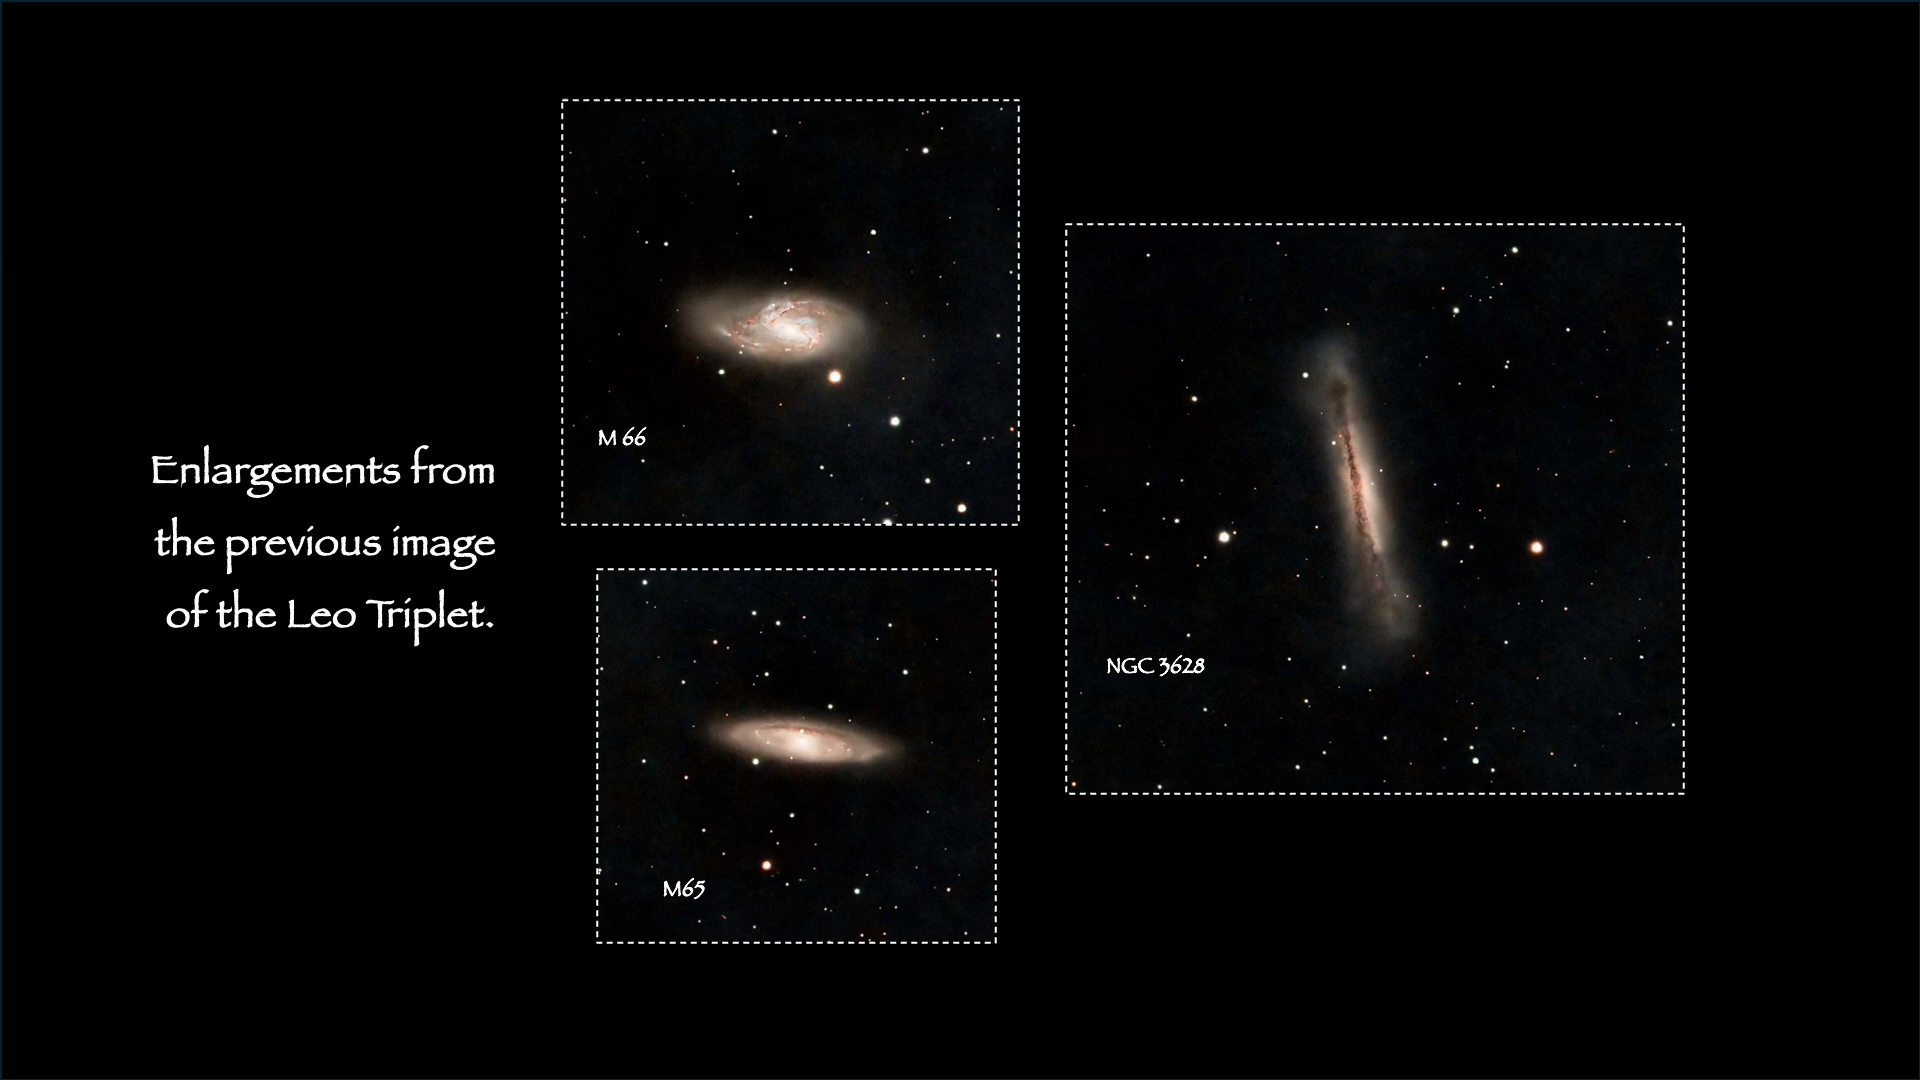 Enlargements from
the previous image
of the Leo Triplet.
M 66
NGC 3628
M65